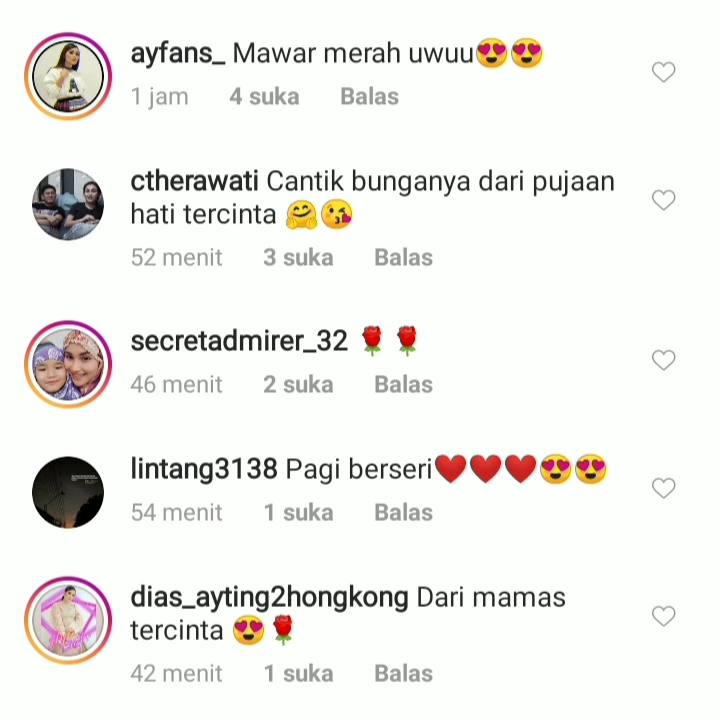 ayfans_ Mawar merah uwuu😍😍
1 jam 4 suka Balas
ctherawati Cantik bunganya dari pujaan
hati tercinta 🤗😘
52 menit 3 suka Balas
secretadmirer_32 🌹🌹
46 menit 2 suka Balas
lintang3138 Pagi berseri❤️❤️❤️😍😍
54 menit 1 suka Balas
dias_ayting2hongkong Dari mamas
tercinta 😍🌹
42 menit 1 suka Balas